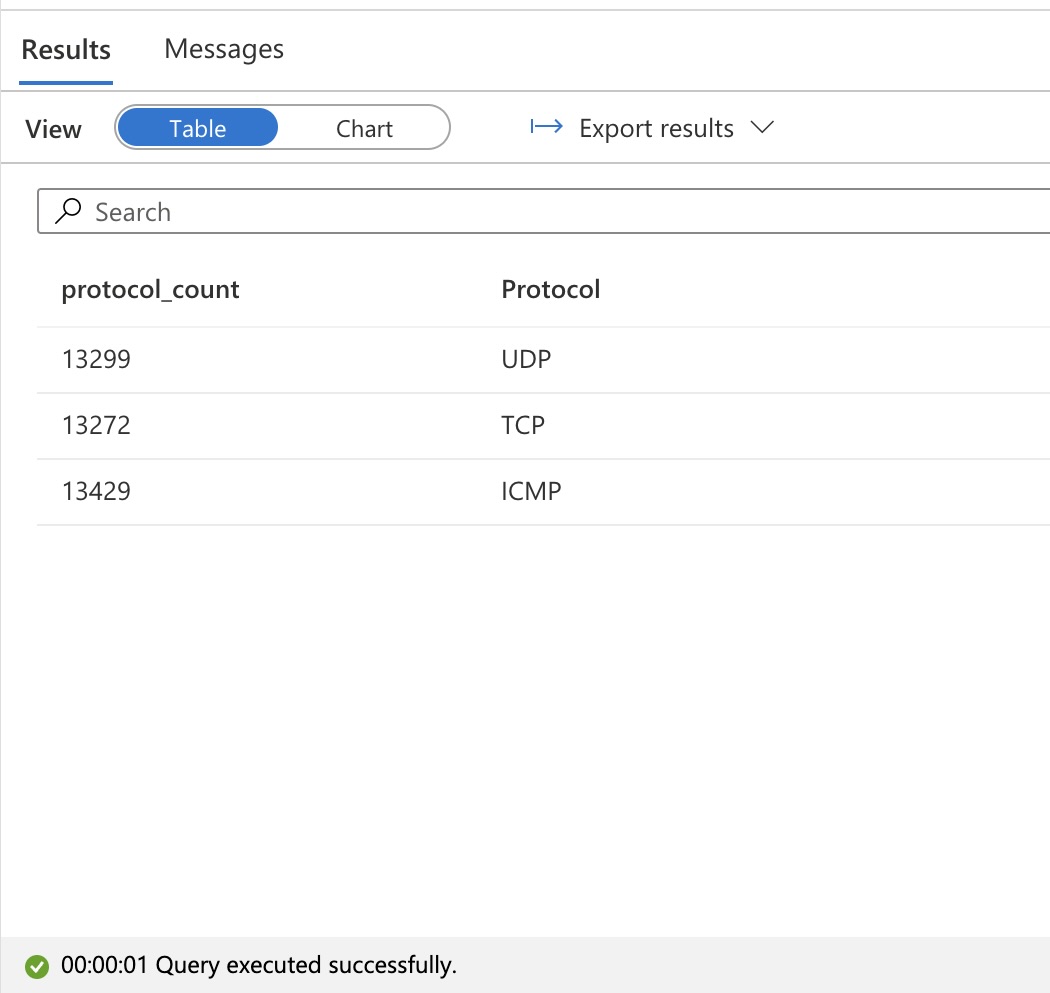 Results Messages
View Table Chart Export results
Search
protocol_count Protocol
13299 UDP
13272 TCP
13429 ICMP
00:00:01 Query executed successfully.